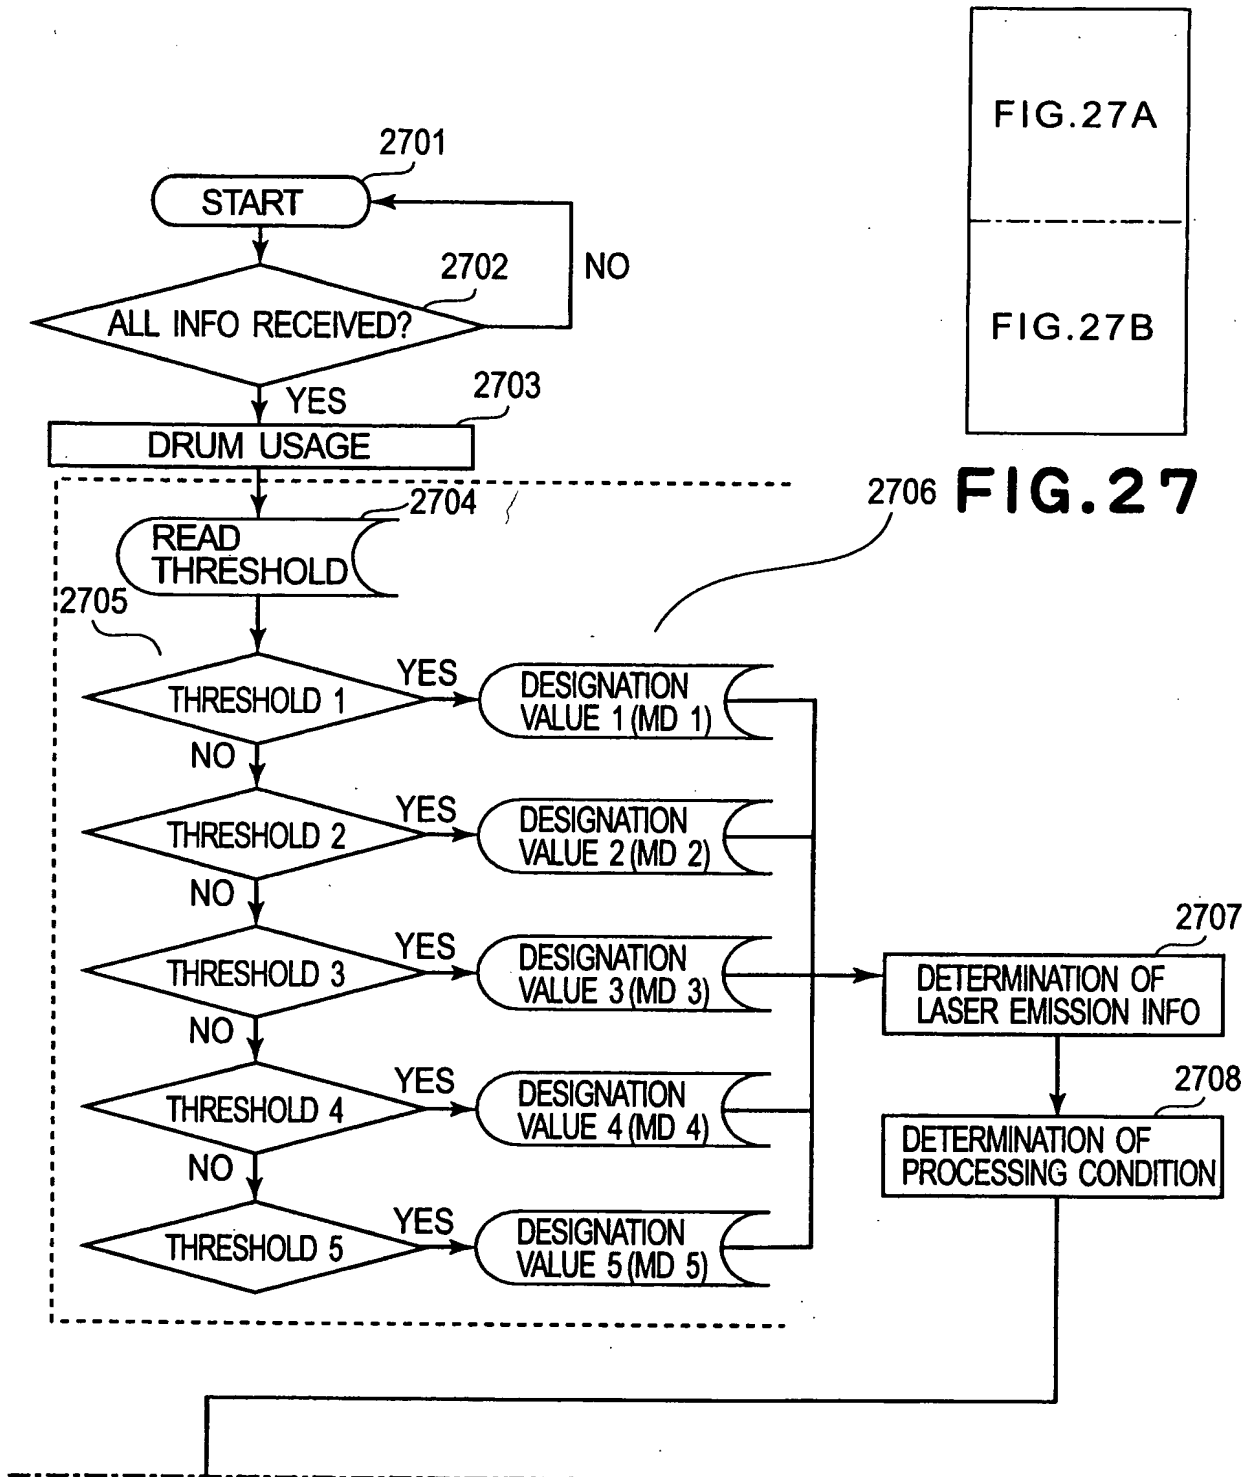 FIG.27A
FIG.27B
FIG.27
2701
START
NO
2702
ALL INFO RECEIVED?
YES
2703
DRUM USAGE
2704
READ
THRESHOLD
2705
2706
THRESHOLD 1
YES
DESIGNATION
VALUE 1 (MD 1)
NO
THRESHOLD 2
YES
DESIGNATION
VALUE 2 (MD 2)
NO
THRESHOLD 3
YES
DESIGNATION
VALUE 3 (MD 3)
NO
THRESHOLD 4
YES
DESIGNATION
VALUE 4 (MD 4)
NO
THRESHOLD 5
YES
DESIGNATION
VALUE 5 (MD 5)
2707
DETERMINATION OF
LASER EMISSION INFO
2708
DETERMINATION OF
PROCESSING CONDITION